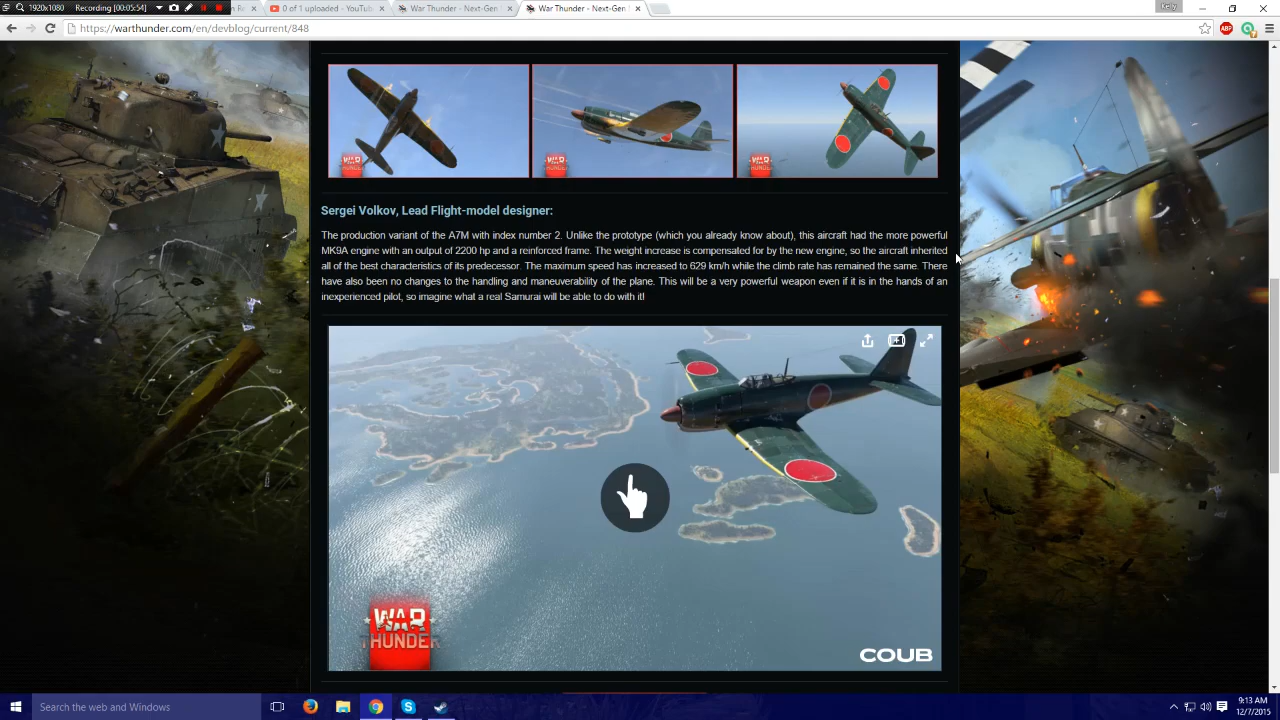 1920x1080 Recording [00:05:54]
0 of 1 uploaded - YouTube
War Thunder - Next-Gen
War Thunder - Next-Gen
Kelly
https://warthunder.com/en/devblog/current/848
ABP
WAR THUNDER
WAR THUNDER
WAR THUNDER
Sergei Volkov, Lead Flight-model designer:
The production variant of the A7M with index number 2. Unlike the prototype (which you already know about), this aircraft had the more powerful
MK9A engine with an output of 2200 hp and a reinforced frame. The weight increase is compensated for by the new engine, so the aircraft inherited
all of the best characteristics of its predecessor. The maximum speed has increased to 629 km/h while the climb rate has remained the same. There
have also been no changes to the handling and maneuverability of the plane. This will be a very powerful weapon even if it is in the hands of an
inexperienced pilot, so imagine what a real Samurai will be able to do with it!
WAR
THUNDER
COUB
Search the web and Windows
9:13 AM
12/7/2015